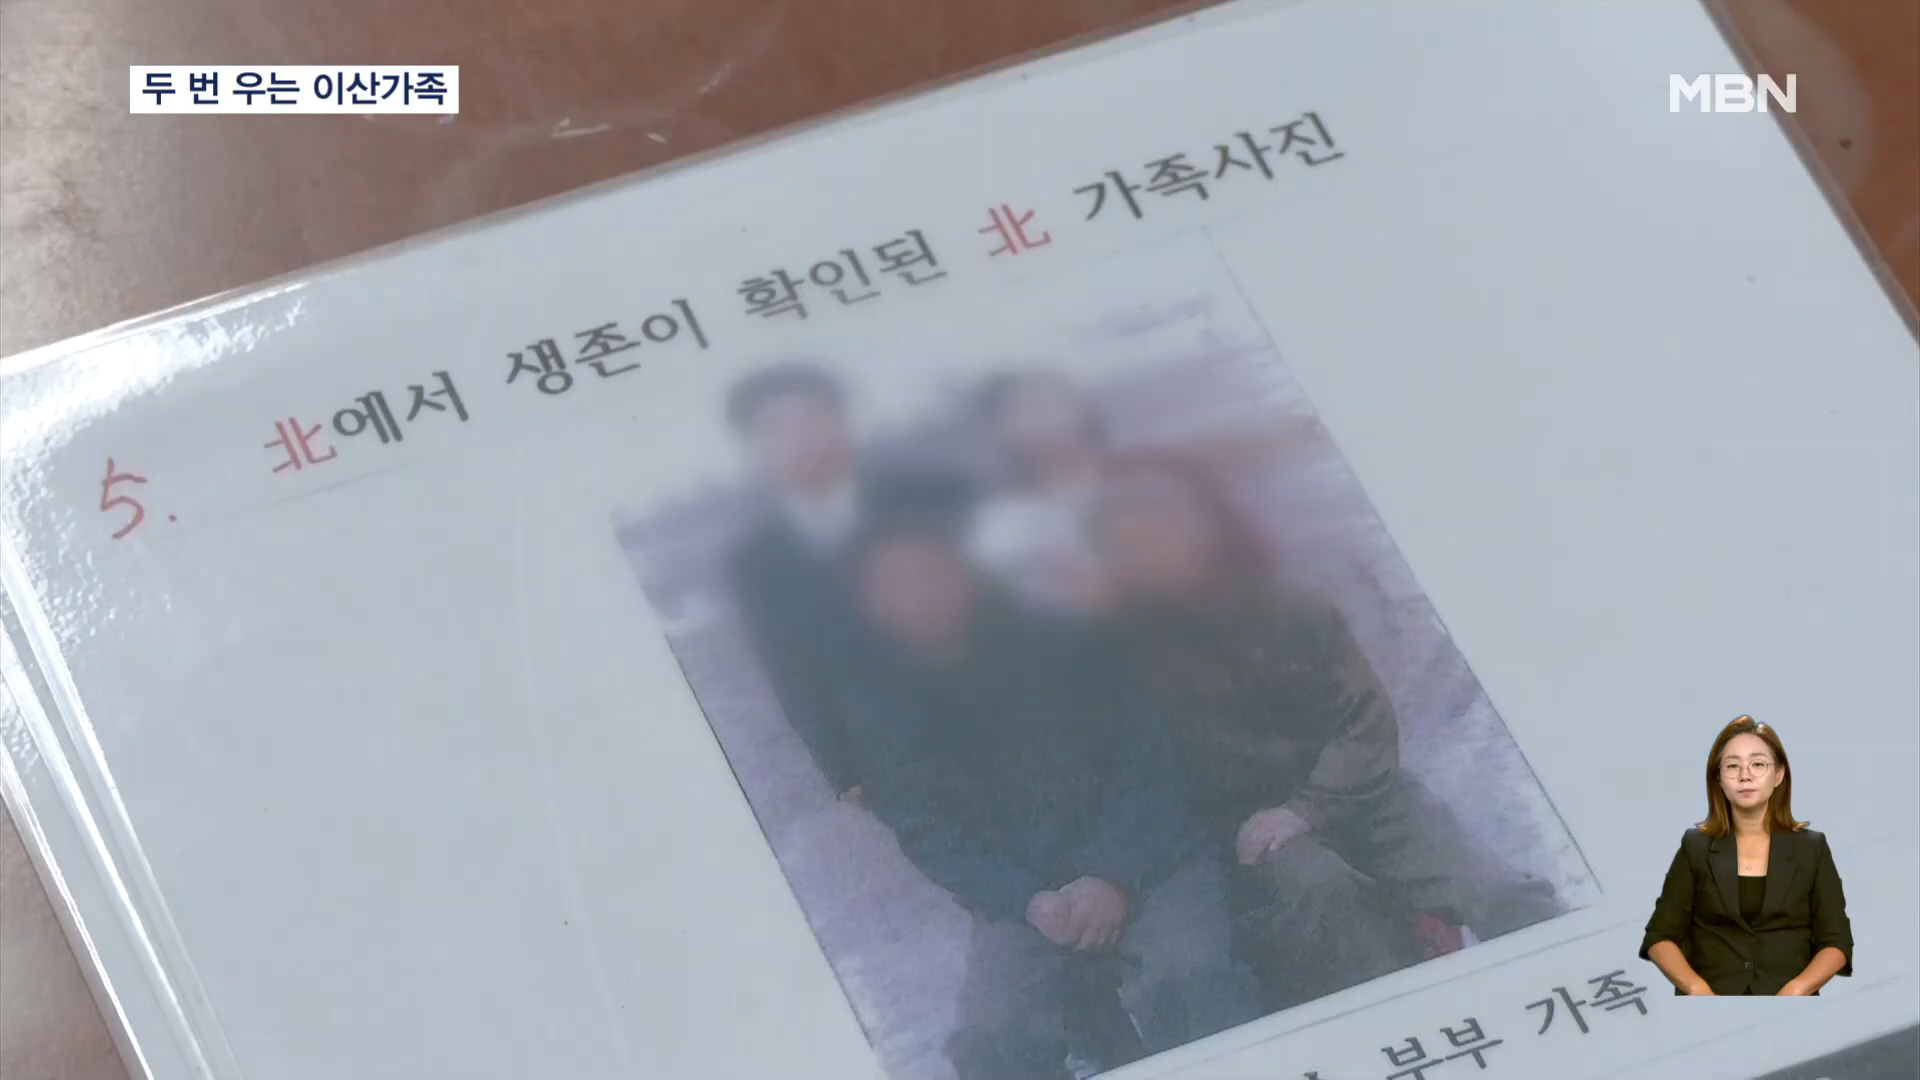 두 번 우는 이산가족
MBN
5. 北에서 생존이 확인된 北 가족사진
부부 가족